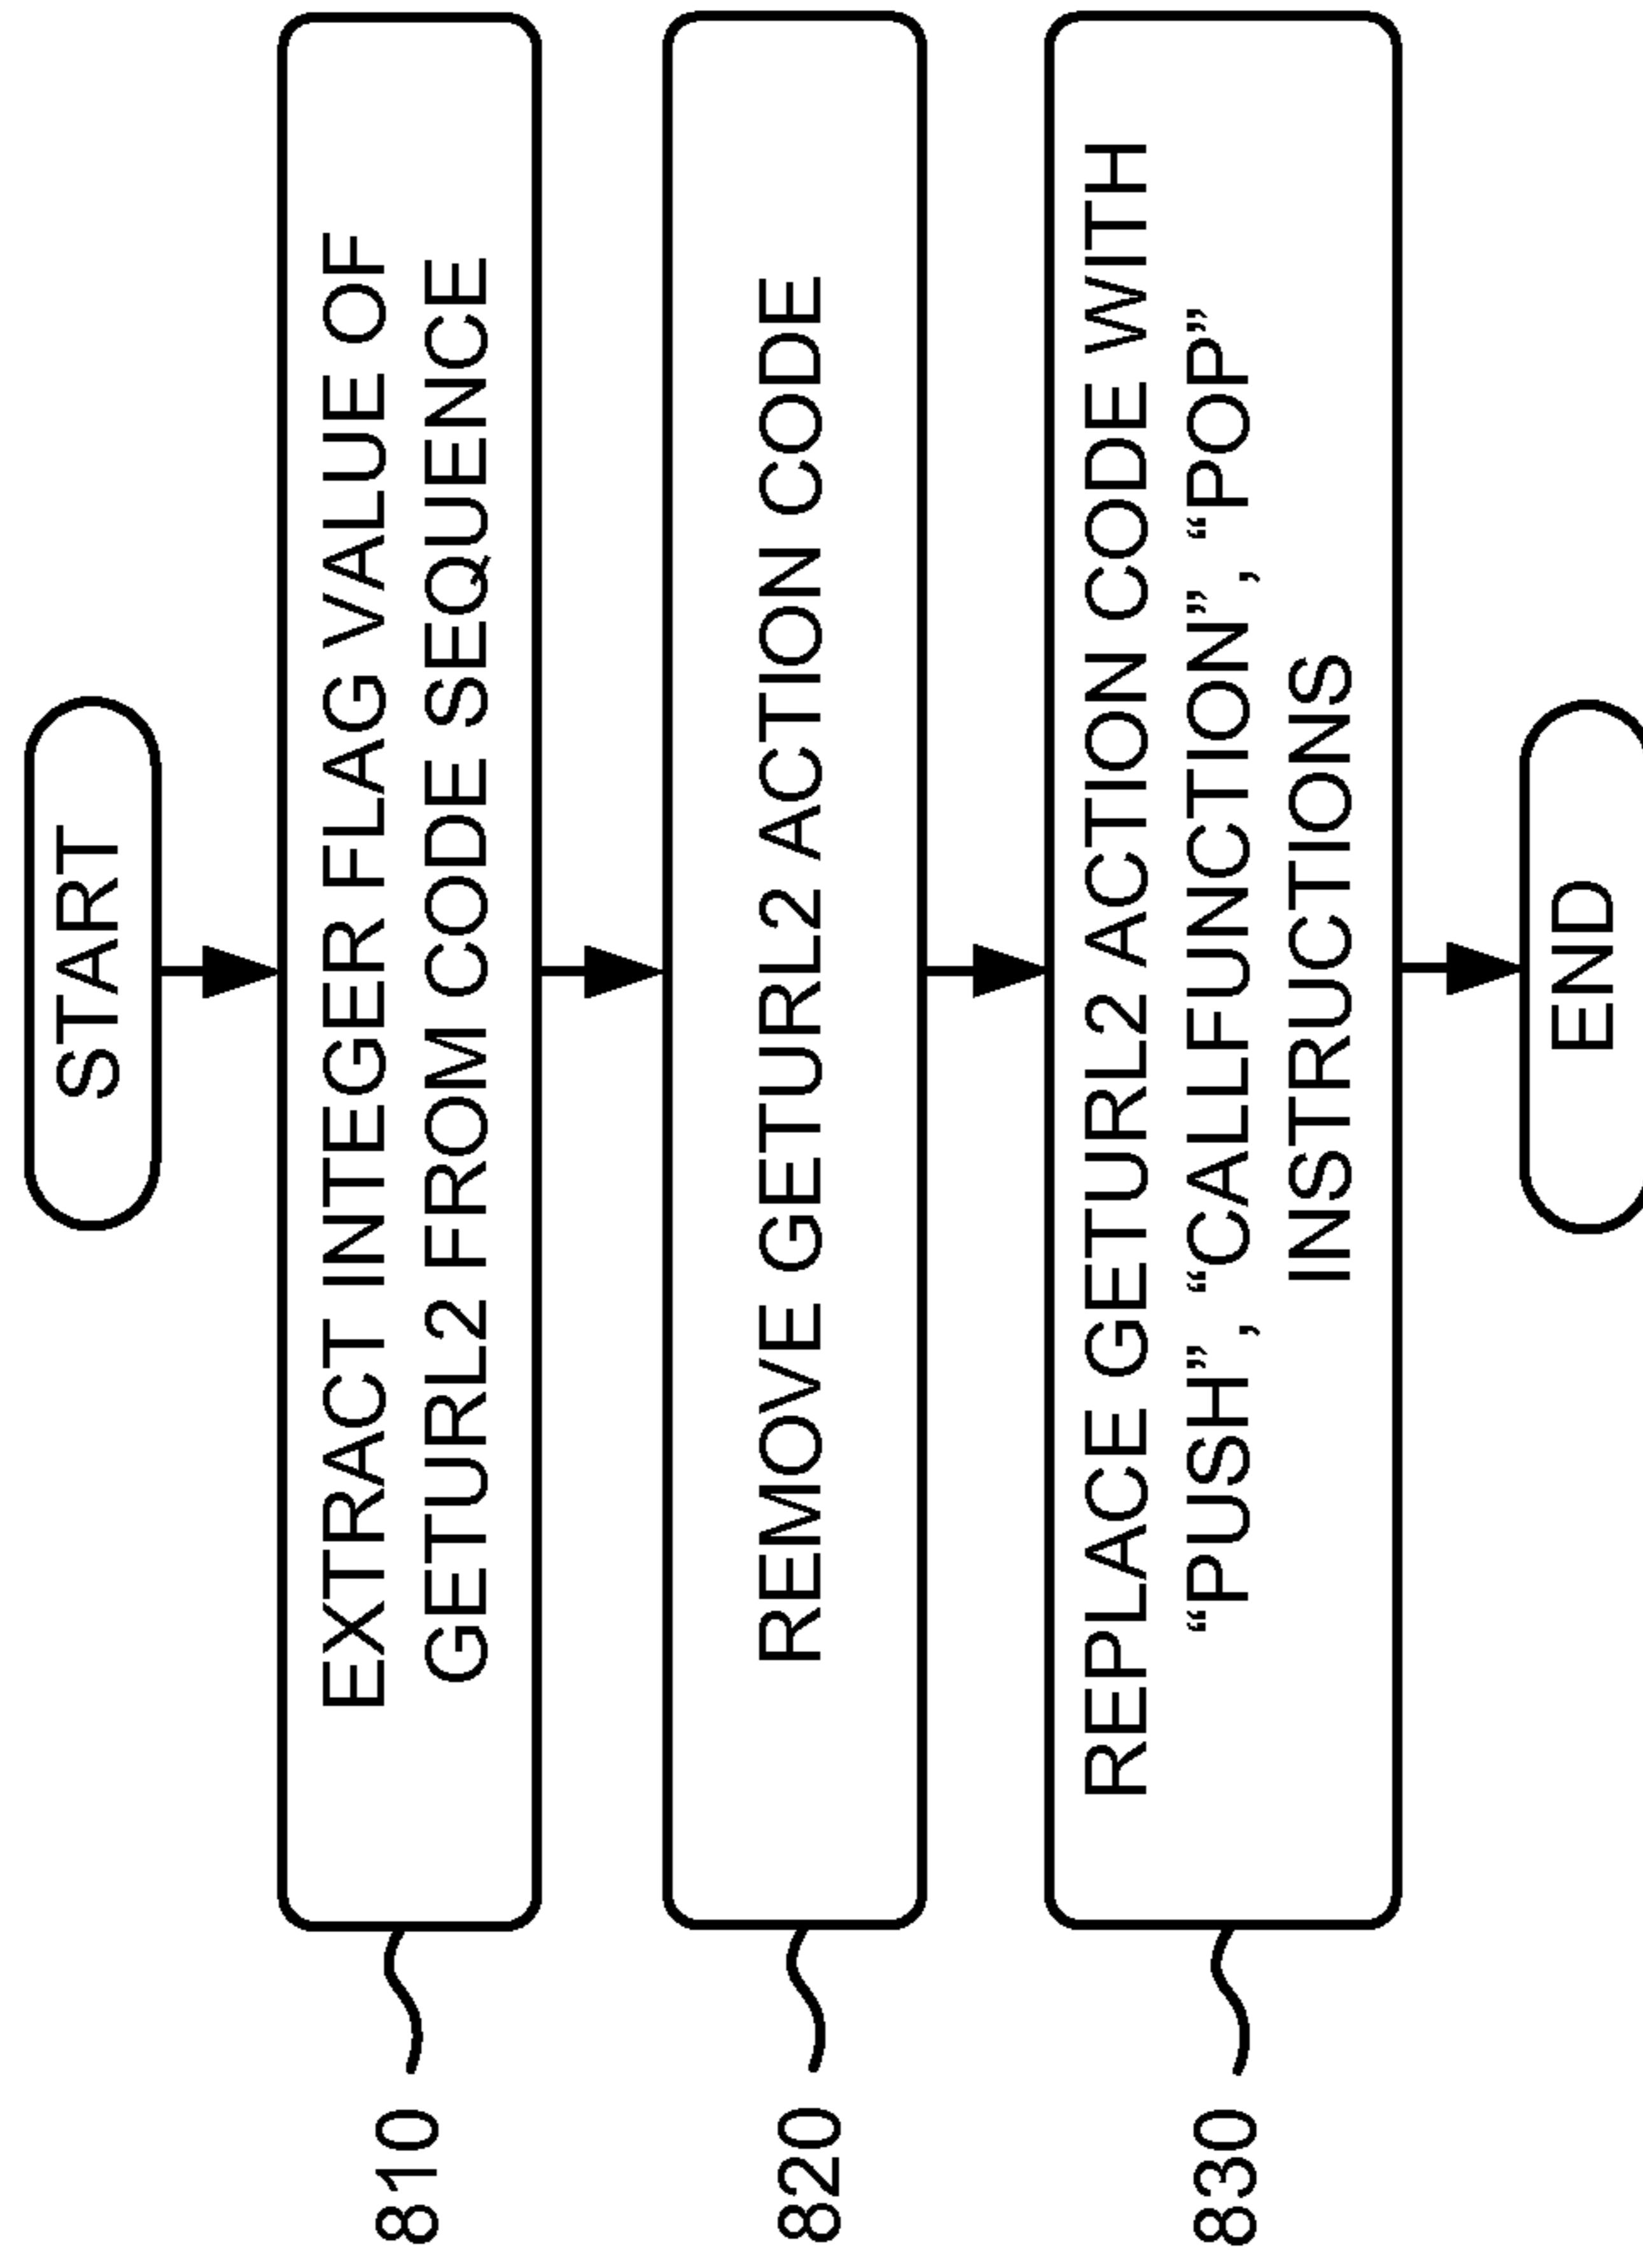 START
810
EXTRACT INTEGER FLAG VALUE OF
GETURL2 FROM CODE SEQUENCE
820
REMOVE GETURL2 ACTION CODE
830
REPLACE GETURL2 ACTION CODE WITH
“PUSH”, “CALLFUNCTION”, “POP”
INSTRUCTIONS
END